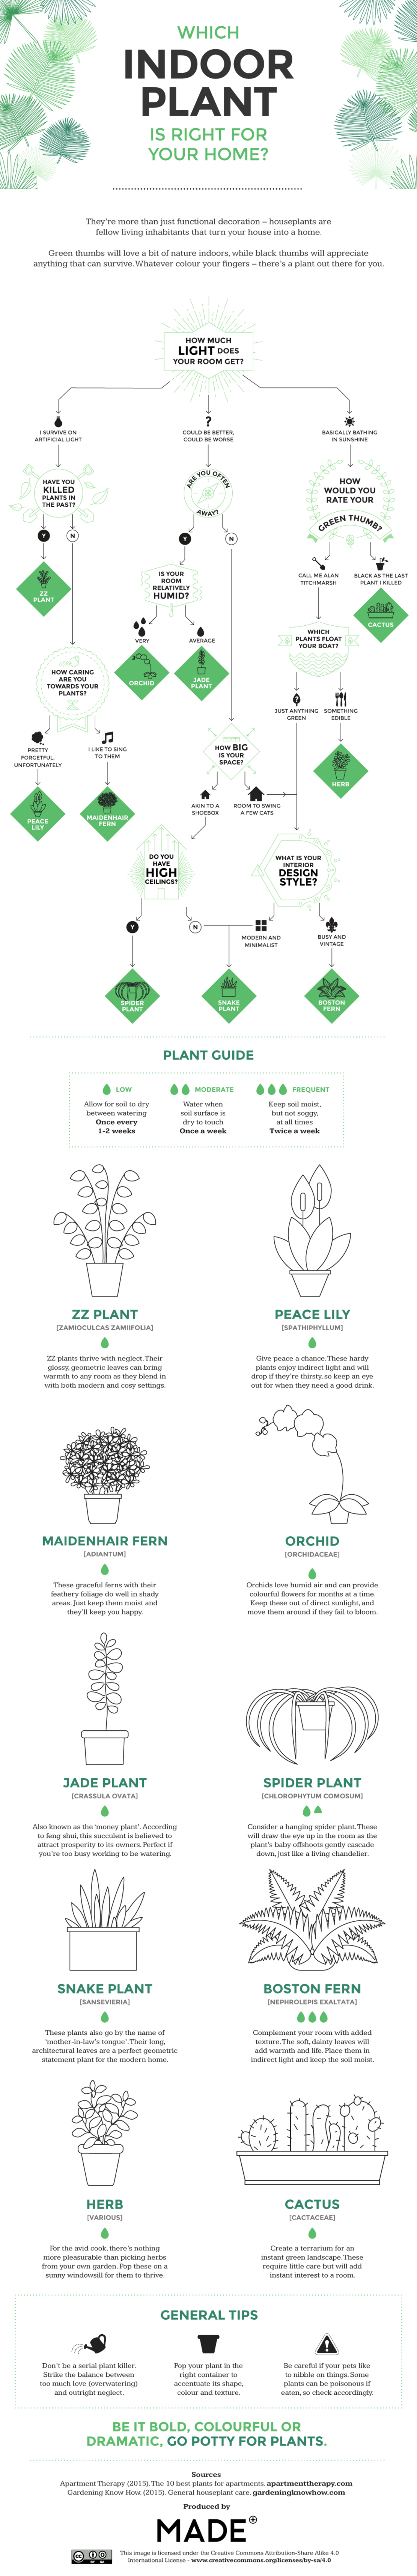 WHICH
INDOOR
PLANT
IS RIGHT FOR
YOUR HOME?
They're more than just functional decoration – houseplants are
fellow living inhabitants that turn your house into a home.
Green thumbs will love a bit of nature indoors, while black thumbs will appreciate
anything that can survive. Whatever colour your fingers – there's a plant out there for you.
HOW MUCH
LIGHT DOES
YOUR ROOM GET?
I SURVIVE ON
ARTIFICIAL LIGHT
?
COULD BE BETTER,
COULD BE WORSE
BASICALLY BATHING
IN SUNSHINE
HAVE YOU
KILLED
PLANTS IN
THE PAST?
ARE YOU OFTEN
AWAY?
HOW
WOULD YOU
RATE YOUR
GREEN THUMB?
Y
N
Y
N
ZZ
PLANT
IS YOUR
ROOM
RELATIVELY
HUMID?
CALL ME ALAN
TITCHMARSH
BLACK AS THE LAST
PLANT I KILLED
CACTUS
VERY
AVERAGE
WHICH
PLANTS FLOAT
YOUR BOAT?
ORCHID
JADE
PLANT
HOW CARING
ARE YOU
TOWARDS YOUR
PLANTS?
JUST ANYTHING
GREEN
SOMETHING
EDIBLE
PRETTY
FORGETFUL,
UNFORTUNATELY
I LIKE TO SING
TO THEM
HOW BIG
IS YOUR
SPACE?
HERB
PEACE
LILY
MAIDENHAIR
FERN
AKIN TO A
SHOEBOX
ROOM TO SWING
A FEW CATS
DO YOU
HAVE
HIGH
CEILINGS?
WHAT IS YOUR
INTERIOR
DESIGN
STYLE?
Y
N
MODERN AND
MINIMALIST
BUSY AND
VINTAGE
SPIDER
PLANT
SNAKE
PLANT
BOSTON
FERN
PLANT GUIDE
LOW
Allow for soil to dry
between watering
Once every
1-2 weeks
MODERATE
Water when
soil surface is
dry to touch
Once a week
FREQUENT
Keep soil moist,
but not soggy,
at all times
Twice a week
ZZ PLANT
[ZAMIOCULCAS ZAMIIFOLIA]
ZZ plants thrive with neglect. Their
glossy, geometric leaves can bring
warmth to any room as they blend in
with both modern and cosy settings.
PEACE LILY
[SPATHIPHYLLUM]
Give peace a chance. These hardy
plants enjoy indirect light and will
drop if they're thirsty, so keep an eye
out for when they need a good drink.
MAIDENHAIR FERN
[ADIANTUM]
These graceful ferns with their
feathery foliage do well in shady
areas. Just keep them moist and
they'll keep you happy.
ORCHID
[ORCHIDACEAE]
Orchids love humid air and can provide
colourful flowers for months at a time.
Keep these out of direct sunlight, and
move them around if they fail to bloom.
JADE PLANT
[CRASSULA OVATA]
Also known as the 'money plant'. According
to feng shui, this succulent is believed to
attract prosperity to its owners. Perfect if
you're too busy working to be watering.
SPIDER PLANT
[CHLOROPHYTUM COMOSUM]
Consider a hanging spider plant. These
will draw the eye up in the room as the
plant's baby offshoots gently cascade
down, just like a living chandelier.
SNAKE PLANT
[SANSEVIERIA]
These plants also go by the name of
'mother-in-law's tongue'. Their long,
architectural leaves are a perfect geometric
statement plant for the modern home.
BOSTON FERN
[NEPHROLEPIS EXALTATA]
Complement your room with added
texture. The soft, dainty leaves will
add warmth and life. Place them in
indirect light and keep the soil moist.
HERB
[VARIOUS]
For the avid cook, there's nothing
more pleasurable than picking herbs
from your own garden. Pop these on a
sunny windowsill for them to thrive.
CACTUS
[CACTACEAE]
Create a terrarium for an
instant green landscape. These
require little care but will add
instant interest to a room.
GENERAL TIPS
Don't be a serial plant killer.
Strike the balance between
too much love (overwatering)
and outright neglect.
Pop your plant in the
right container to
accentuate its shape,
colour and texture.
Be careful if your pets like
to nibble on things. Some
plants can be poisonous if
eaten, so check accordingly.
BE IT BOLD, COLOURFUL OR
DRAMATIC, GO POTTY FOR PLANTS.
Sources
Apartment Therapy (2015). The 10 best plants for apartments. apartmenttherapy.com
Gardening Know How. (2015). General houseplant care. gardeningknowhow.com
Produced by
MADE
cc BY SA
This image is licensed under the Creative Commons Attribution-Share Alike 4.0
International License - www.creativecommons.org/licenses/by-sa/4.0